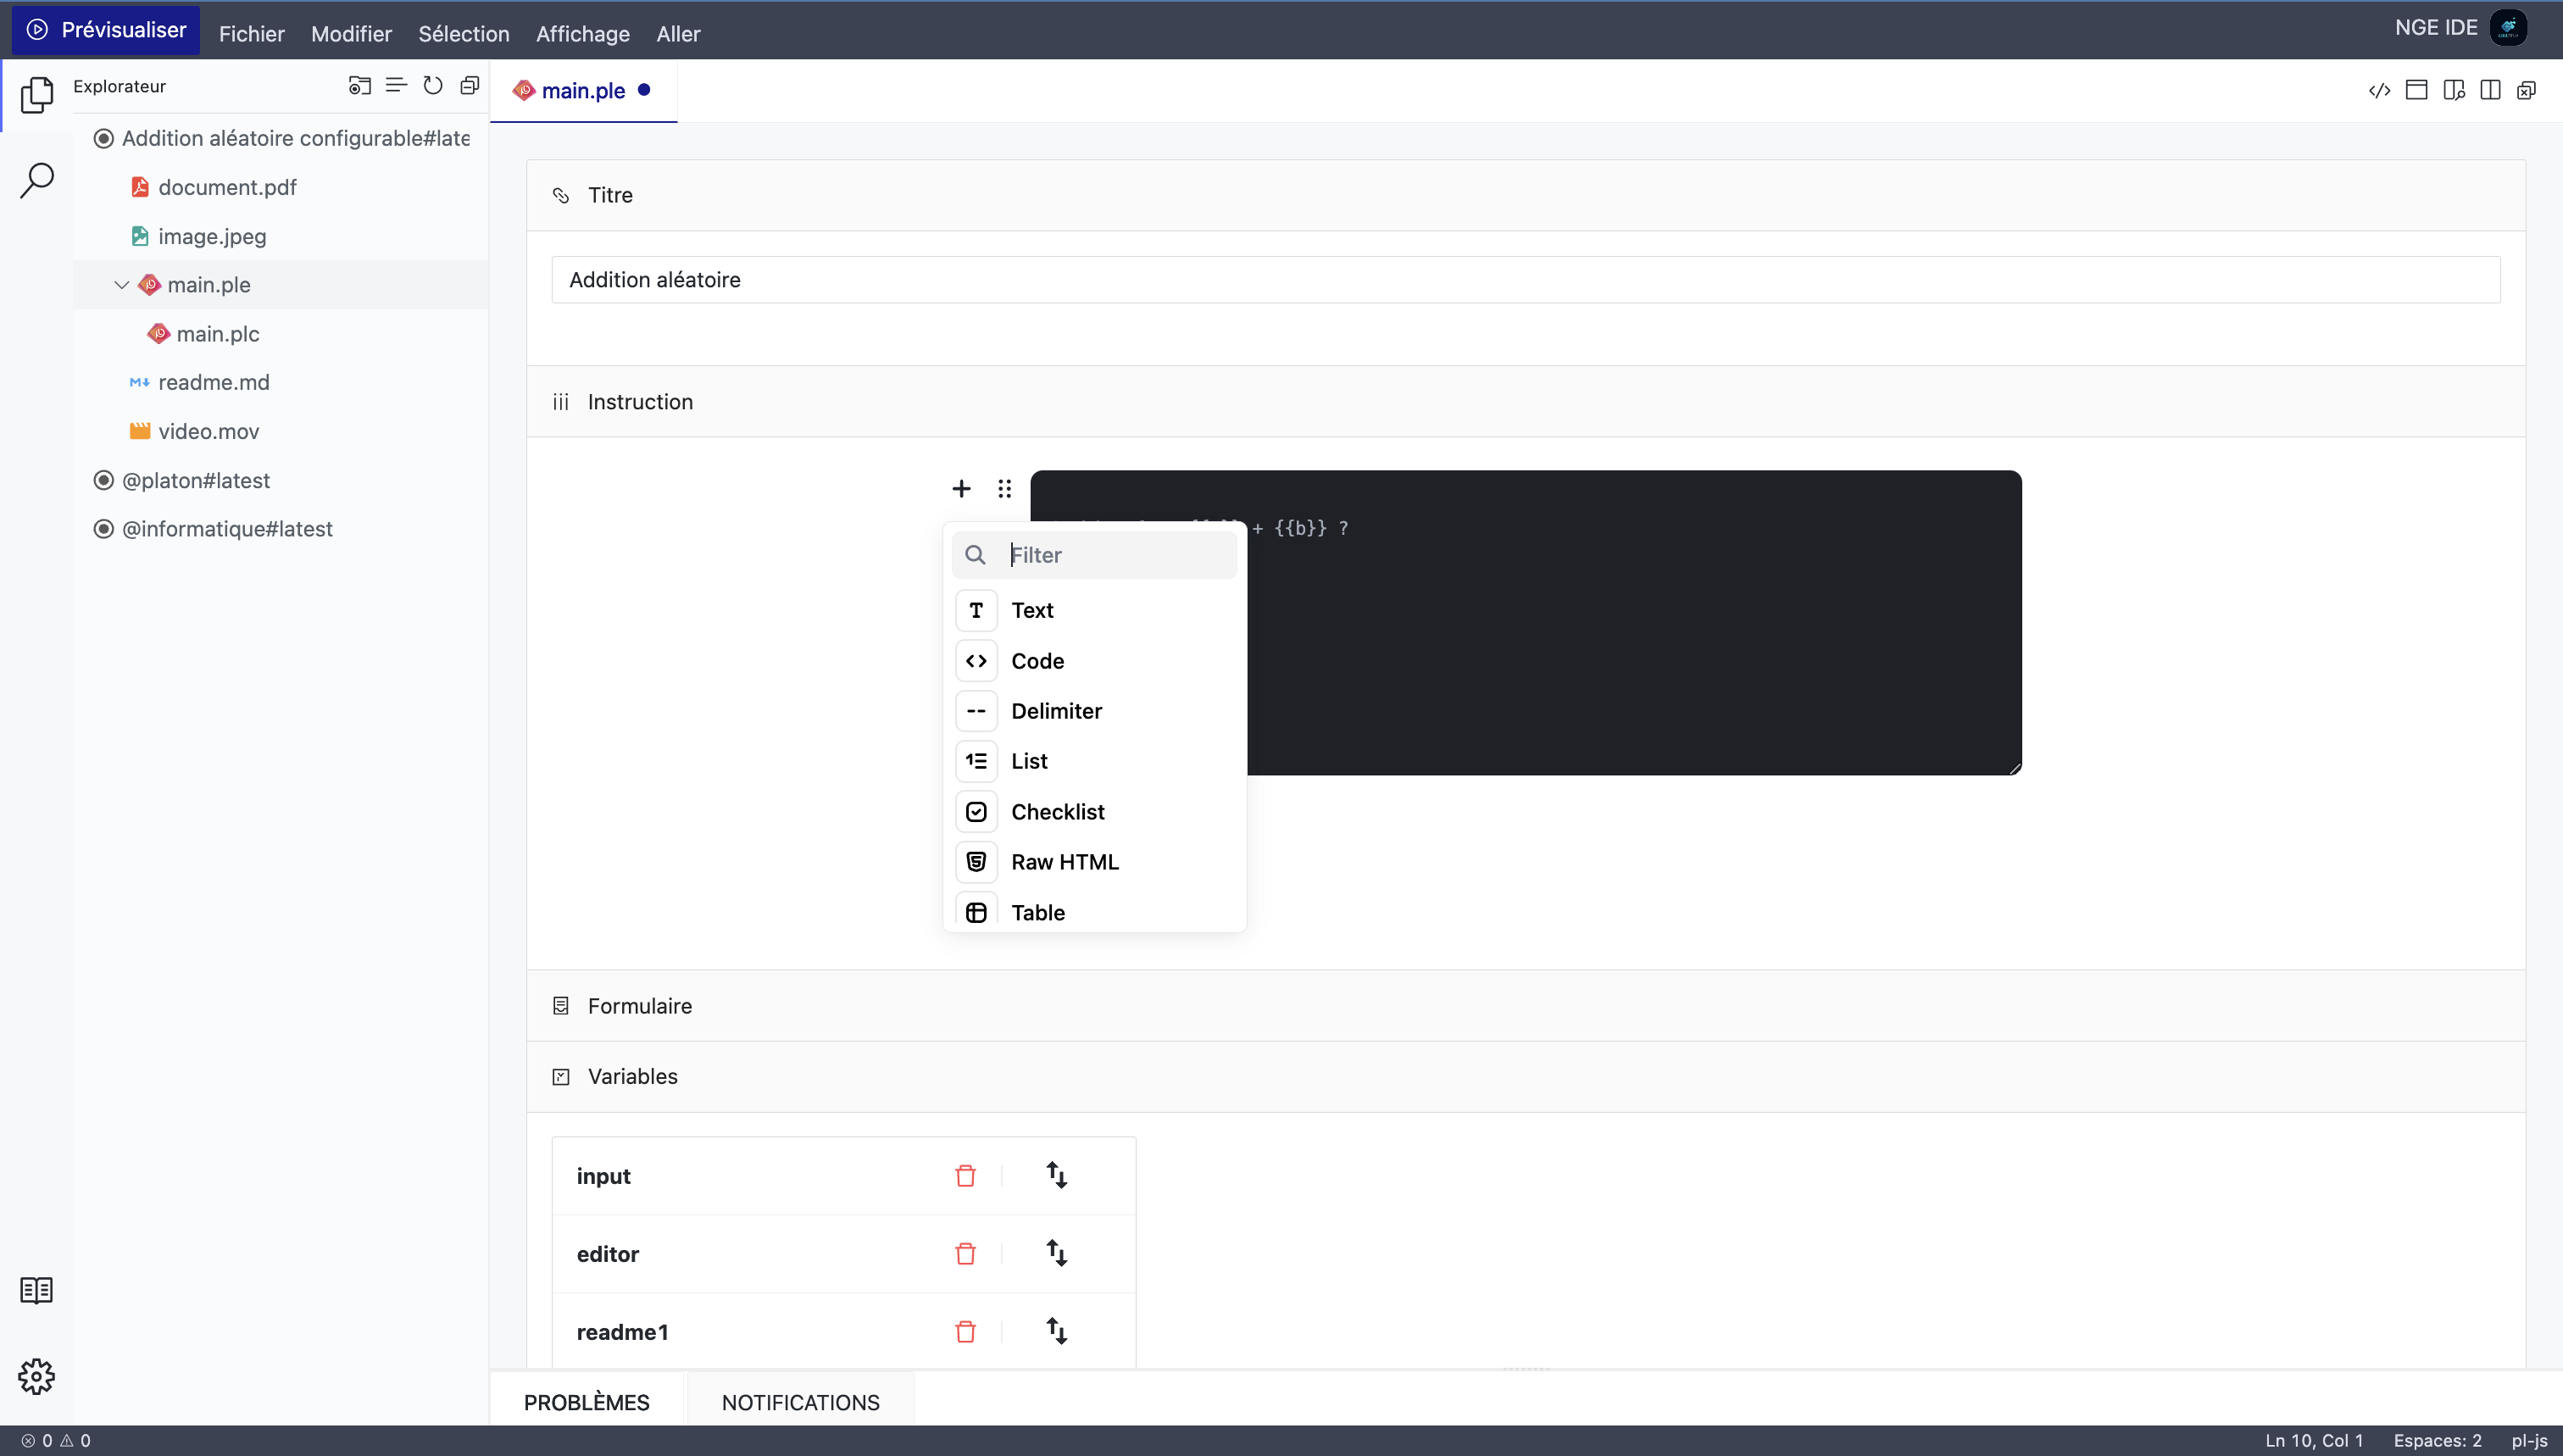 Prévisualiser Fichier Modifier Sélection Affichage Aller NGE IDE
Explorateur
main.ple
Addition aléatoire configurable#late
document.pdf
image.jpeg
main.ple
main.plc
readme.md
video.mov
@platon#latest
@informatique#latest
Titre
Addition aléatoire
Instruction
+ {{b}} ?
Filter
Text
Code
Delimiter
List
Checklist
Raw HTML
Table
Formulaire
Variables
input
editor
readme1
PROBLÈMES NOTIFICATIONS
0 0 Ln 10, Col 1 Espaces: 2 pl-js